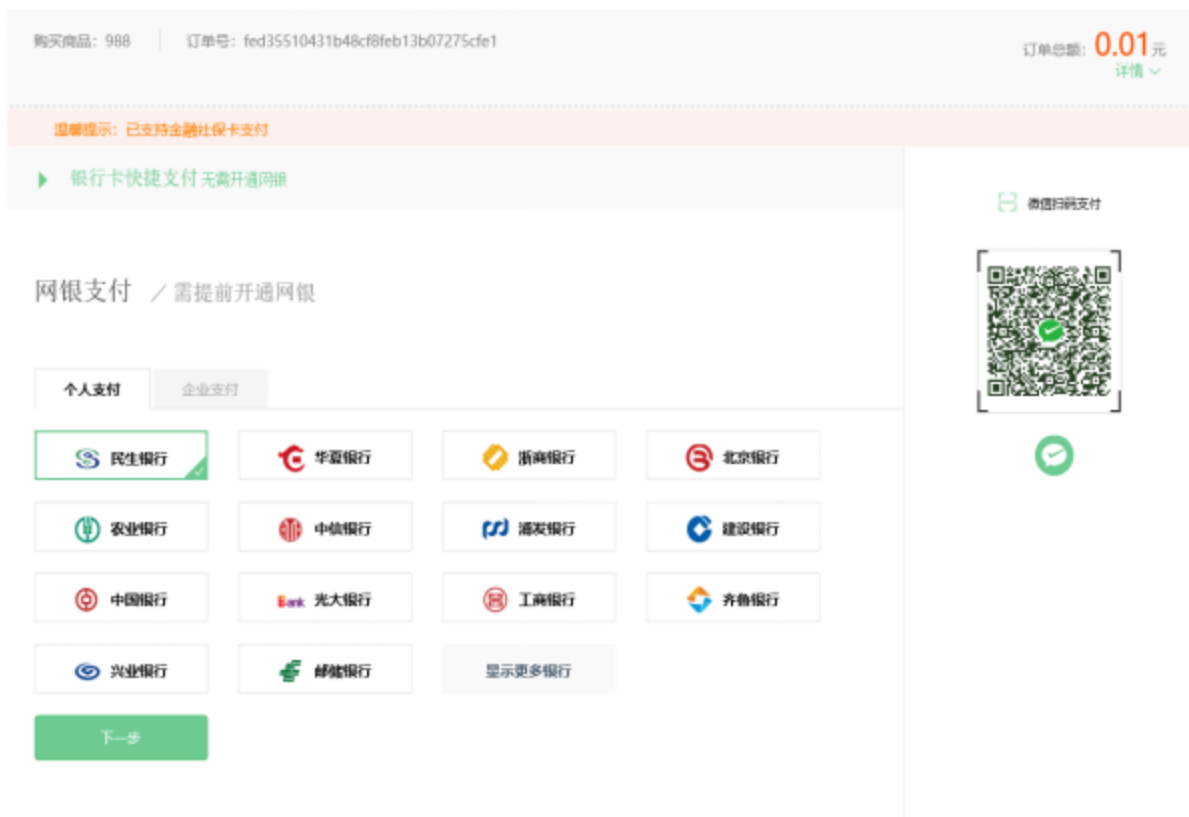 购买商品：988 订单号：fed35510431b48cf8feb13b07275cfe1
订单总额：0.01元
详情
温馨提示：已支持金融社保卡支付
银行卡快捷支付 无需开通网银
微信扫码支付
网银支付 / 需提前开通网银
个人支付 企业支付
民生银行 华夏银行 浙商银行 北京银行
农业银行 中信银行 浦发银行 建设银行
中国银行 Bank 光大银行 工商银行 齐鲁银行
兴业银行 邮储银行 显示更多银行
下一步